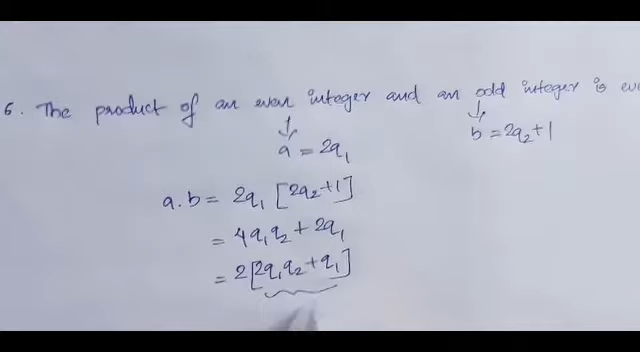 6. The product of an even integer and an odd integer is
a = 2q₁
b = 2q₂+1
a.b = 2q₁ [2q₂+1]
= 4q₁q₂ + 2q₁
= 2[2q₁q₂+q₁]